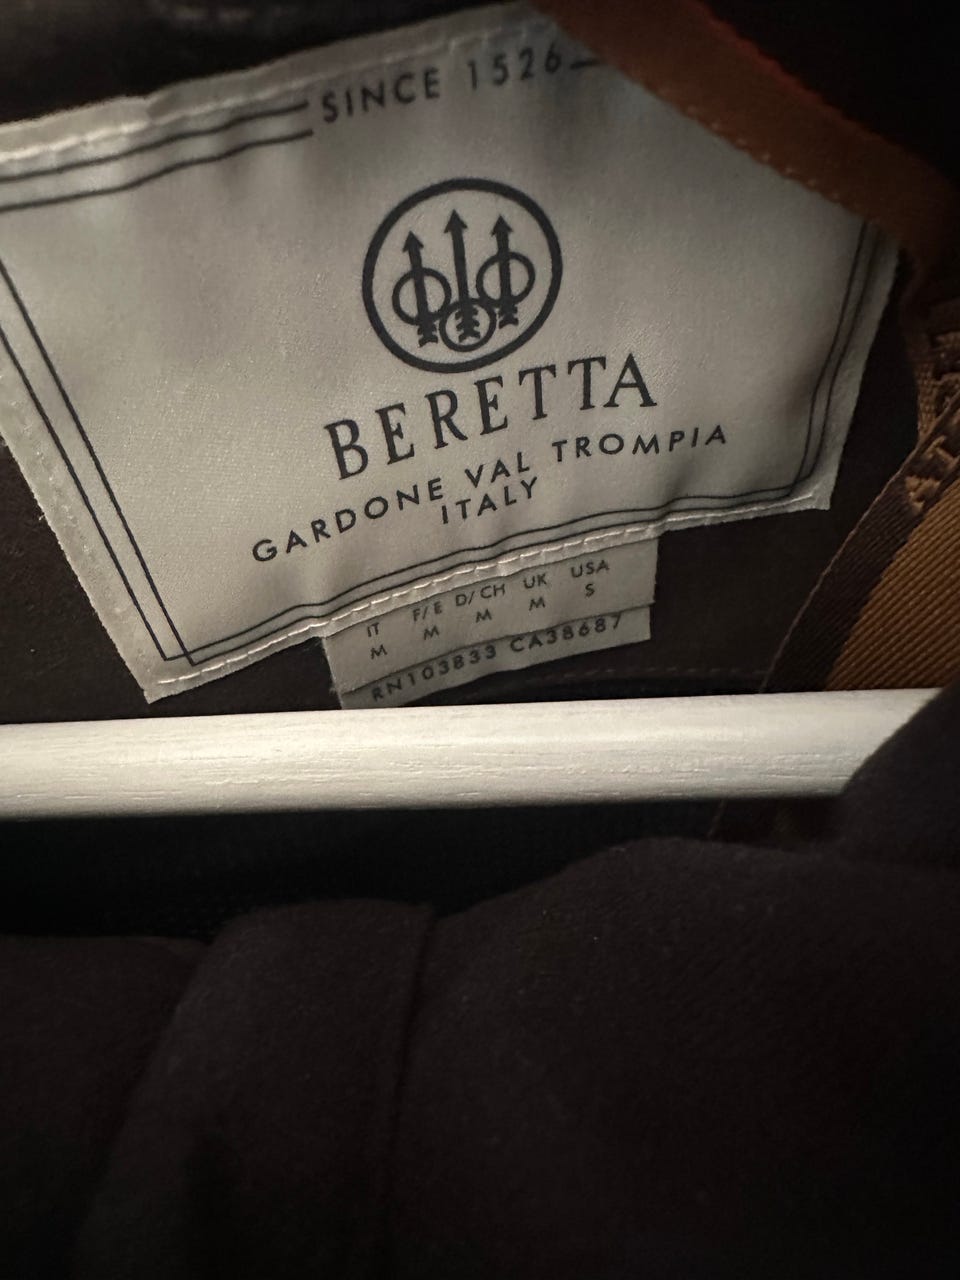 SINCE 1526
BERETTA
GARDONE VAL TROMPIA
ITALY
IT F/E D/CH UK USA
M M M M S
RN103833 CA38687